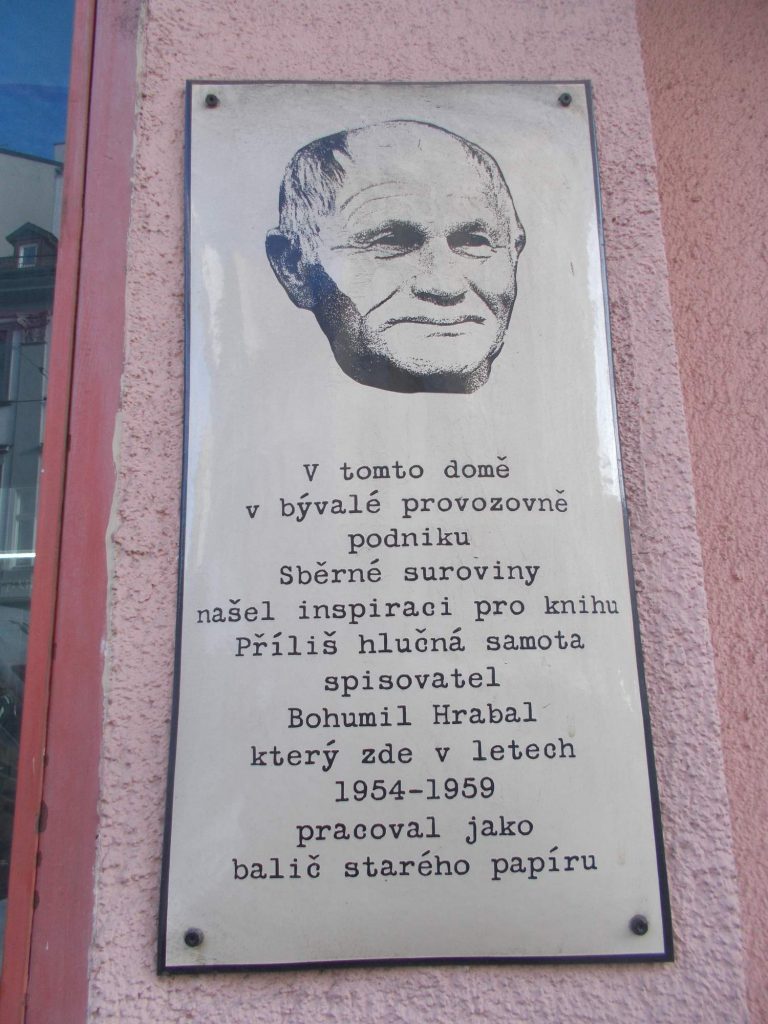 V tomto domě
v bývalé provozovně
podniku
Sběrné suroviny
našel inspiraci pro knihu
Příliš hlučná samota
spisovatel
Bohumil Hrabal
který zde v letech
1954-1959
pracoval jako
balič starého papíru